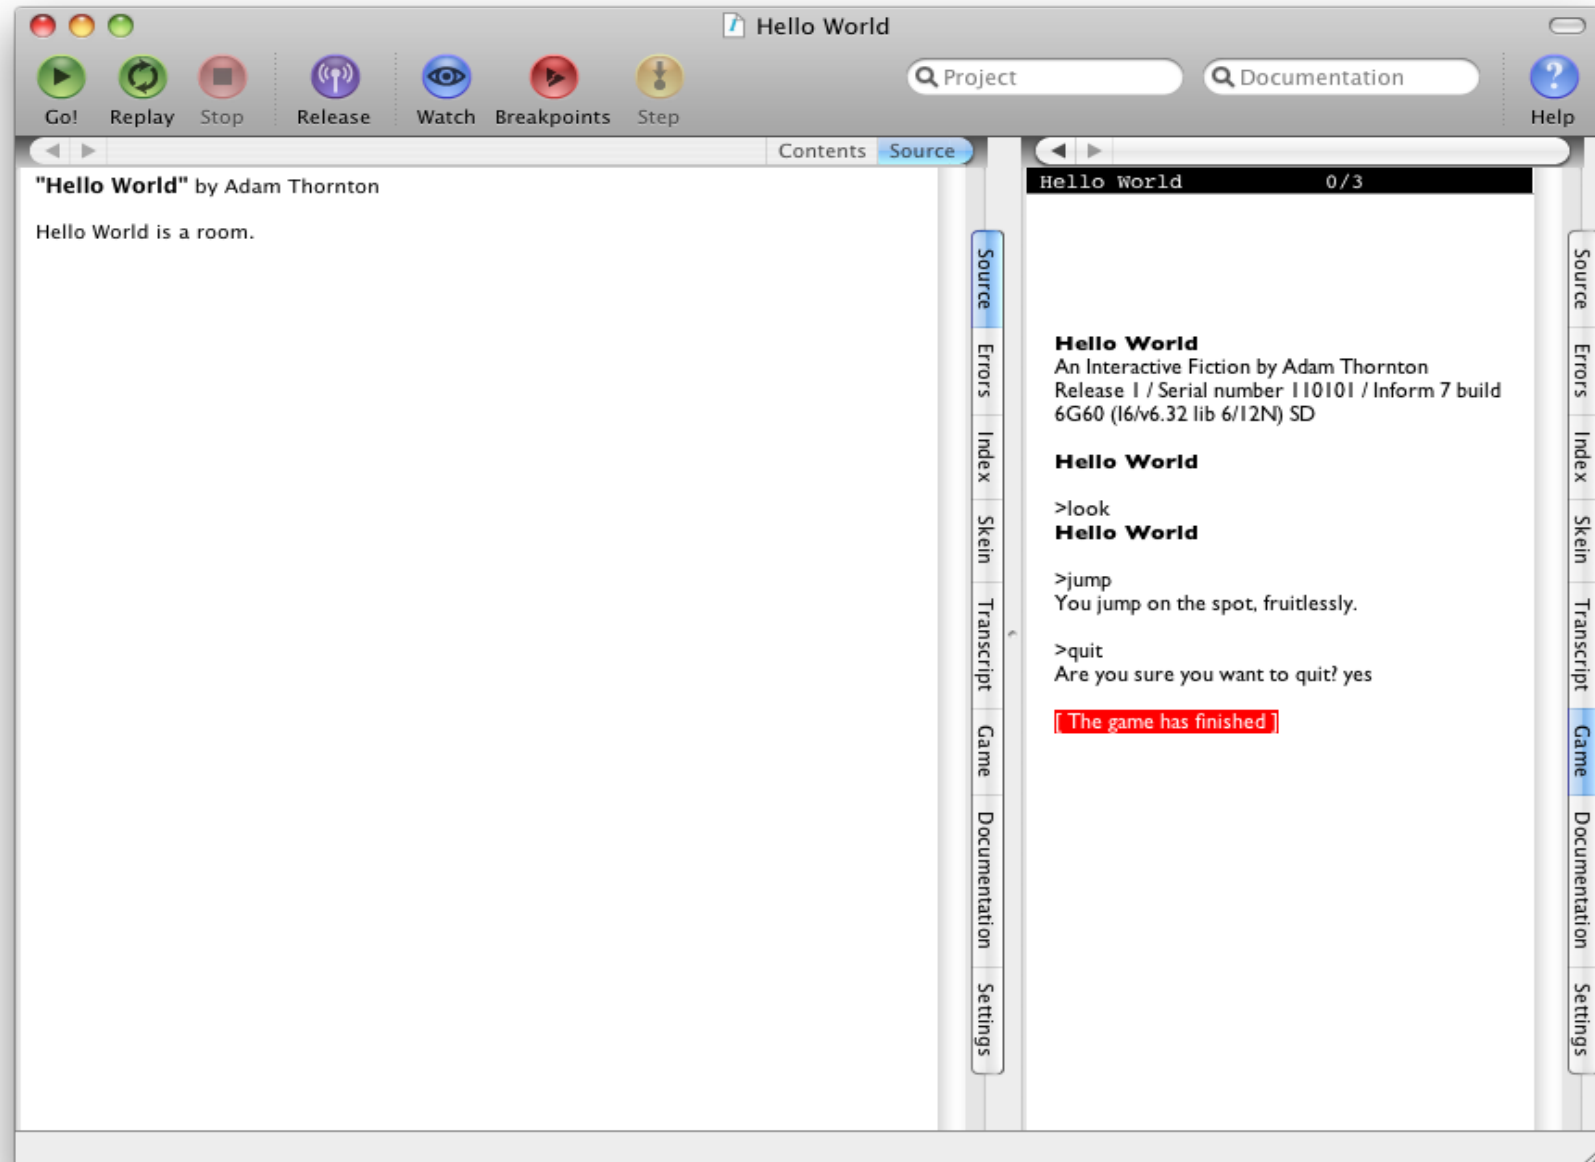 Hello World
Go! Replay Stop Release Watch Breakpoints Step Project Documentation Help
Contents Source
"Hello World" by Adam Thornton
Hello World is a room.
Source
Errors
Index
Skein
Transcript
Game
Documentation
Settings
Hello World 0/3
Hello World
An Interactive Fiction by Adam Thornton
Release 1 / Serial number 110101 / Inform 7 build
6G60 (I6/v6.32 lib 6/12N) SD
Hello World
>look
Hello World
>jump
You jump on the spot, fruitlessly.
>quit
Are you sure you want to quit? yes
[ The game has finished ]
Source
Errors
Index
Skein
Transcript
Game
Documentation
Settings